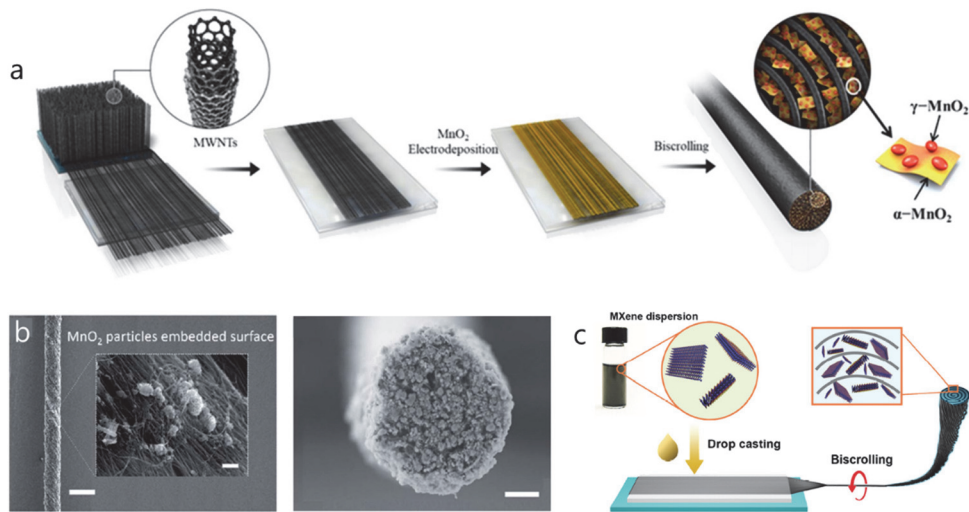 a
MWNTs
MnO₂
Electrodeposition
Biscrolling
γ−MnO₂
α−MnO₂
b
MnO₂ particles embedded surface
c
MXene dispersion
Drop casting
Biscrolling